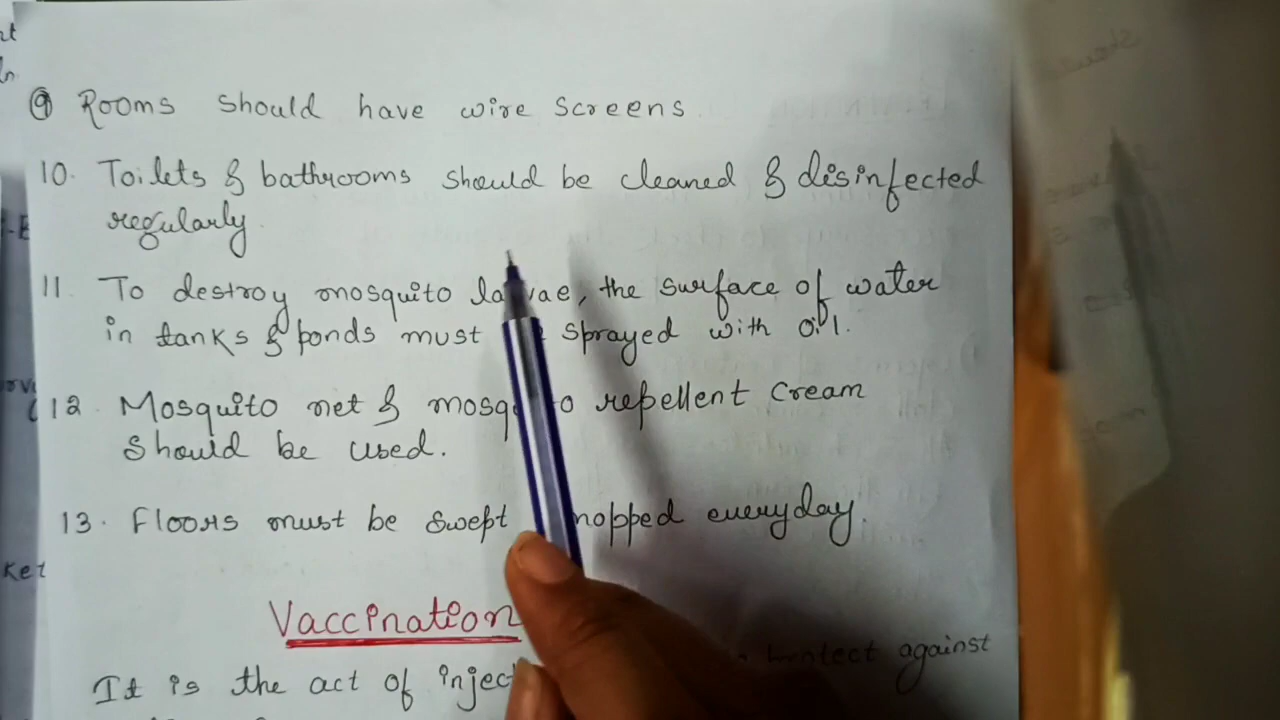 9 Rooms should have wire screens.
10. Toilets & bathrooms should be cleaned & disinfected
regularly.
11. To destroy mosquito larvae, the surface of water
in tanks & ponds must sprayed with oil.
12. Mosquito net & mosquito repellent cream
should be used.
13. Floors must be swept mopped everyday.
Vaccination
It is the act of against